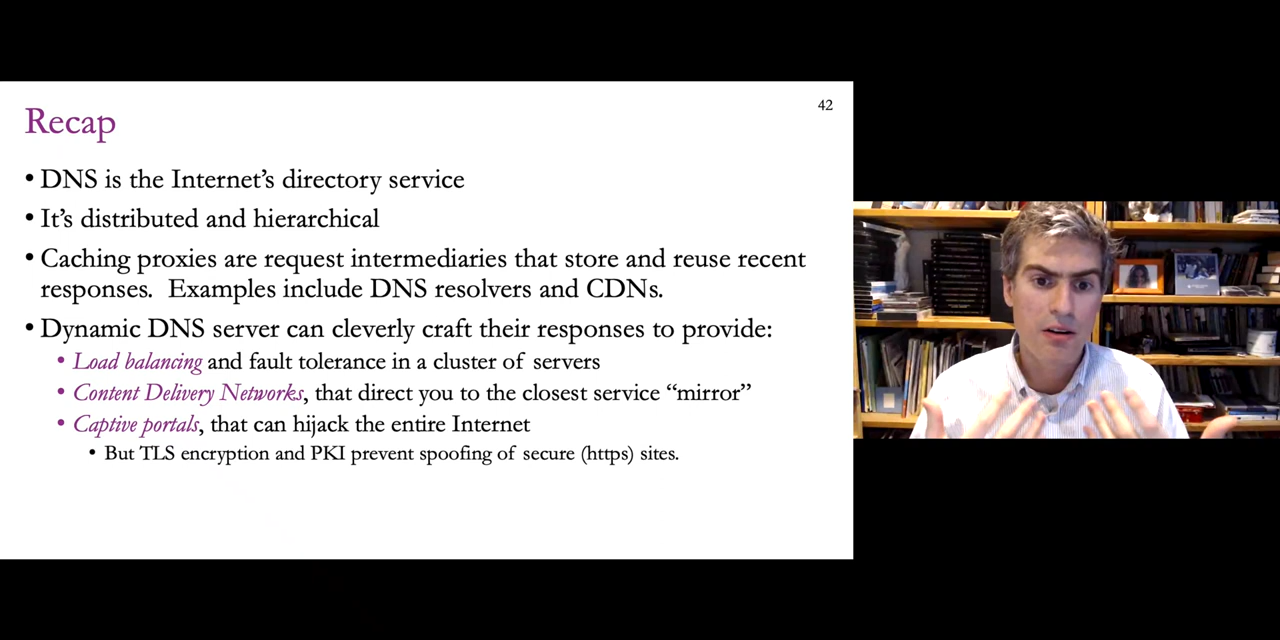 42
Recap
• DNS is the Internet’s directory service
• It’s distributed and hierarchical
• Caching proxies are request intermediaries that store and reuse recent
responses.  Examples include DNS resolvers and CDNs.
• Dynamic DNS server can cleverly craft their responses to provide:
• Load balancing and fault tolerance in a cluster of servers
• Content Delivery Networks, that direct you to the closest service “mirror”
• Captive portals, that can hijack the entire Internet
• But TLS encryption and PKI prevent spoofing of secure (https) sites.